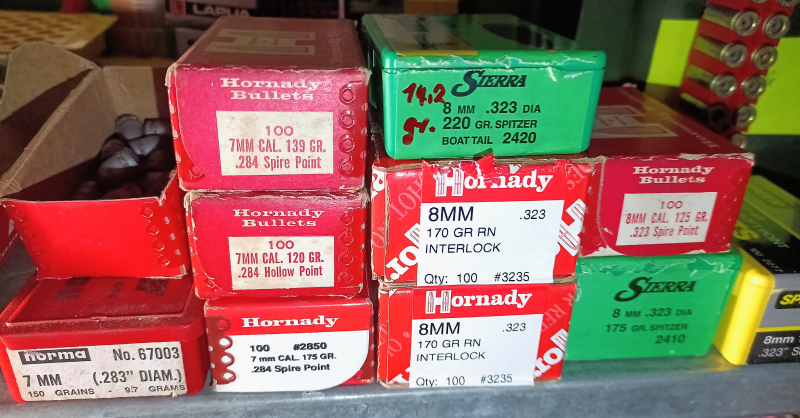 LAPUA
Hornady
Bullets
100
7MM CAL. 139 GR.
.284 Spire Point
SIERRA
14,2
gr.
8 MM .323 DIA
220 GR. SPITZER
BOAT TAIL 2420
Hornady
Bullets
100
7MM CAL. 120 GR.
.284 Hollow Point
Hornady
8MM .323
170 GR RN
INTERLOCK
Qty: 100 #3235
Hornady
Bullets
100
8MM CAL. 125 GR.
.323 Spire Point
norma No. 67003
7 MM (.283" DIAM.)
150 GRAINS - 9.7 GRAMS
Hornady
100 #2850
7 mm CAL. 175 GR.
.284 Spire Point
Hornady
8MM .323
170 GR RN
INTERLOCK
Qty: 100 #3235
SIERRA
8 MM .323 DIA
175 GR. SPITZER
2410
8mm
.323"